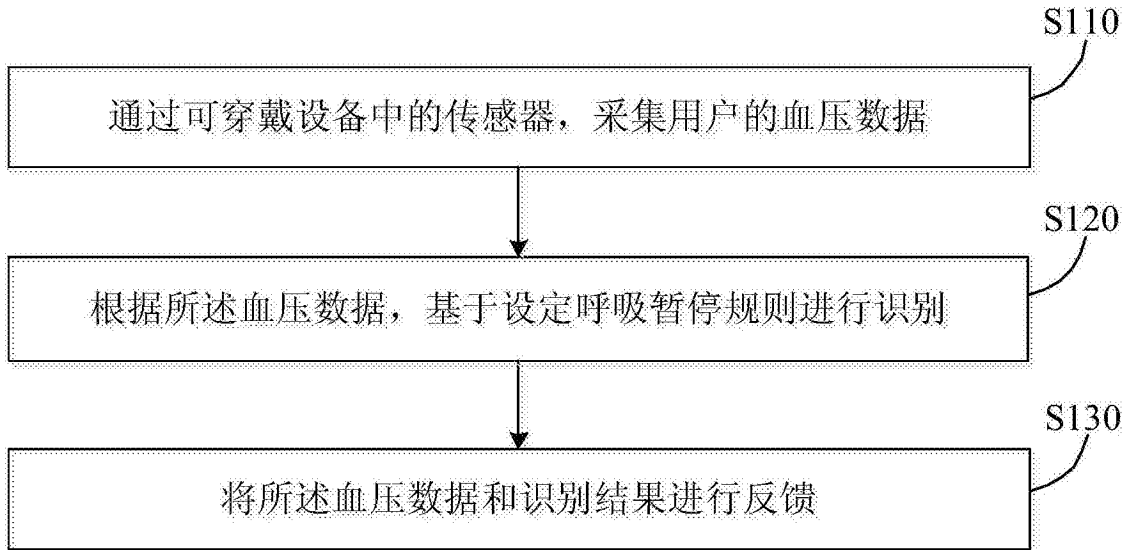 S110
通过可穿戴设备中的传感器，采集用户的血压数据
S120
根据所述血压数据，基于设定呼吸暂停规则进行识别
S130
将所述血压数据和识别结果进行反馈